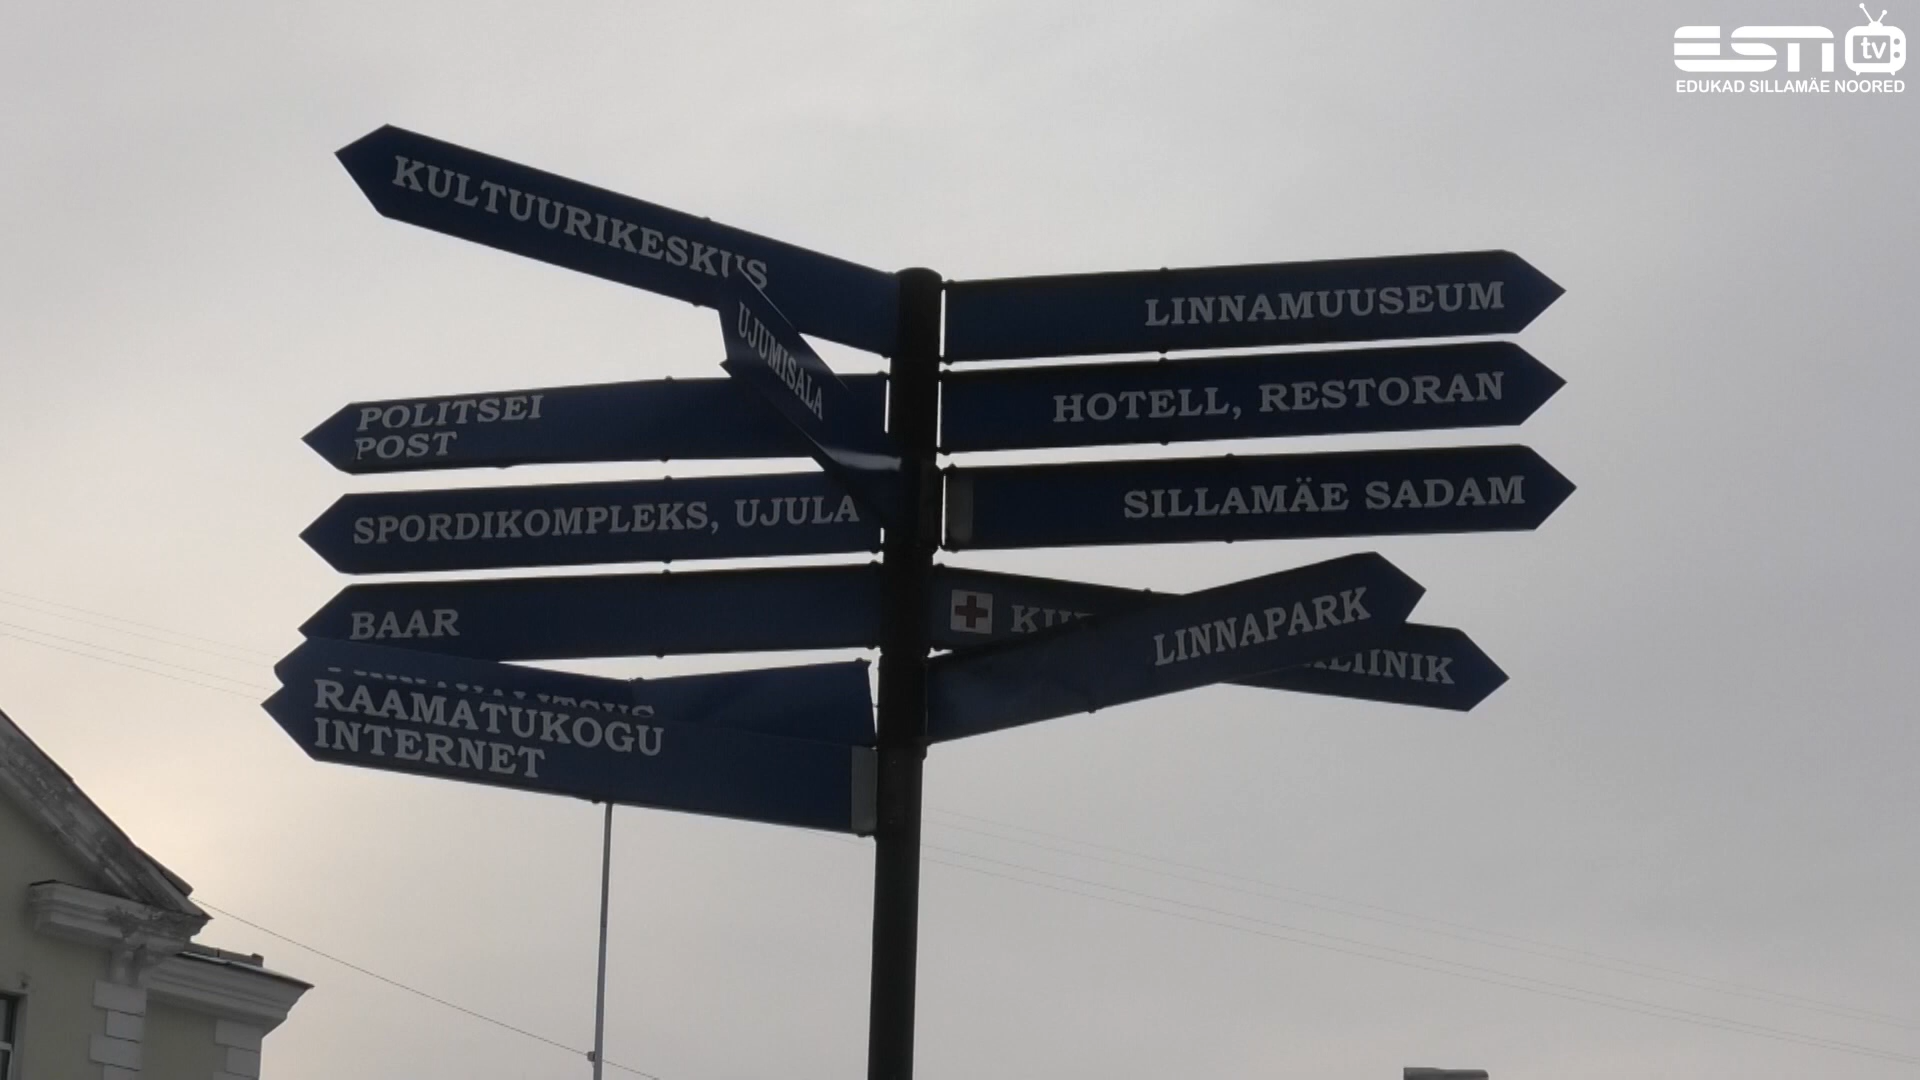 ESN tv
EDUKAD SILLAMÄE NOORED
KULTUURIKESKUS
UJUMISALA
POLITSEI
POST
SPORDIKOMPLEKS, UJULA
BAAR
RAAMATUKOGU
INTERNET
LINNAMUUSEUM
HOTELL, RESTORAN
SILLAMÄE SADAM
LINNAPARK